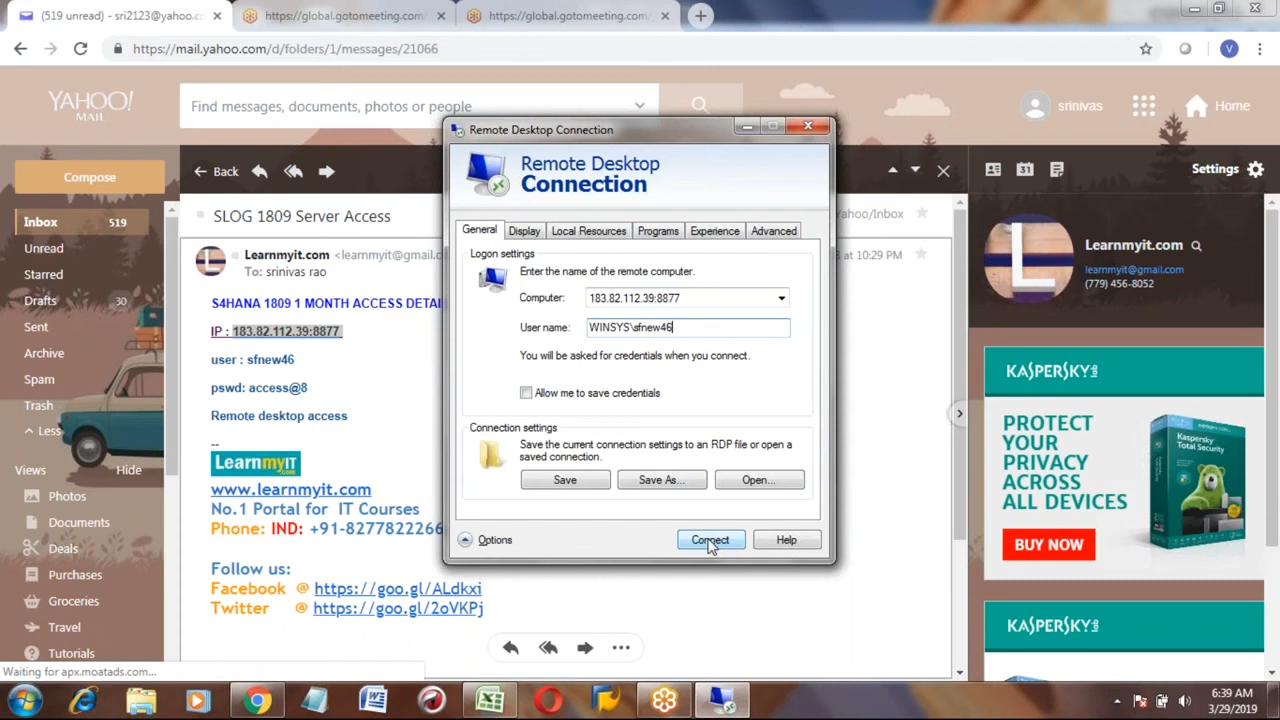 (519 unread) - sri2123@yahoo.cc
https://global.gotomeeting.com/
https://global.gotomeeting.com/
https://mail.yahoo.com/d/folders/1/messages/21066
V
YAHOO!
MAIL
Find messages, documents, photos or people
srinivas
Home
Compose
Back
Settings
Inbox 519
Unread
Starred
Drafts 30
Sent
Archive
Spam
Trash
Less
Views Hide
Photos
Documents
Deals
Purchases
Groceries
Travel
Tutorials
SLOG 1809 Server Access
Yahoo/Inbox
Learnmyit.com <learnmyit@gmail.c
8 at 10:29 PM
To: srinivas rao
S4HANA 1809 1 MONTH ACCESS DETAI
IP : 183.82.112.39:8877
user : sfnew46
pswd: access@8
Remote desktop access
--
LearnmyIT
.com
www.learnmyit.com
No.1 Portal for IT Courses
Phone: IND: +91-8277822266
Follow us:
Facebook @ https://goo.gl/ALdkxi
Twitter @ https://goo.gl/2oVKPj
Remote Desktop Connection
Remote Desktop
Connection
General Display Local Resources Programs Experience Advanced
Logon settings
Enter the name of the remote computer.
Computer: 183.82.112.39:8877
User name: WINSYS\sfnew46
You will be asked for credentials when you connect.
Allow me to save credentials
Connection settings
Save the current connection settings to an RDP file or open a
saved connection.
Save Save As... Open...
Options Connect Help
L
Learnmyit.com
learnmyit@gmail.com
(779) 456-8052
KASPERSKY lab
PROTECT
YOUR
PRIVACY
ACROSS
ALL DEVICES
BUY NOW
Kaspersky
Total Security
KASPERSKY lab
Waiting for apx.moatads.com...
6:39 AM
3/29/2019